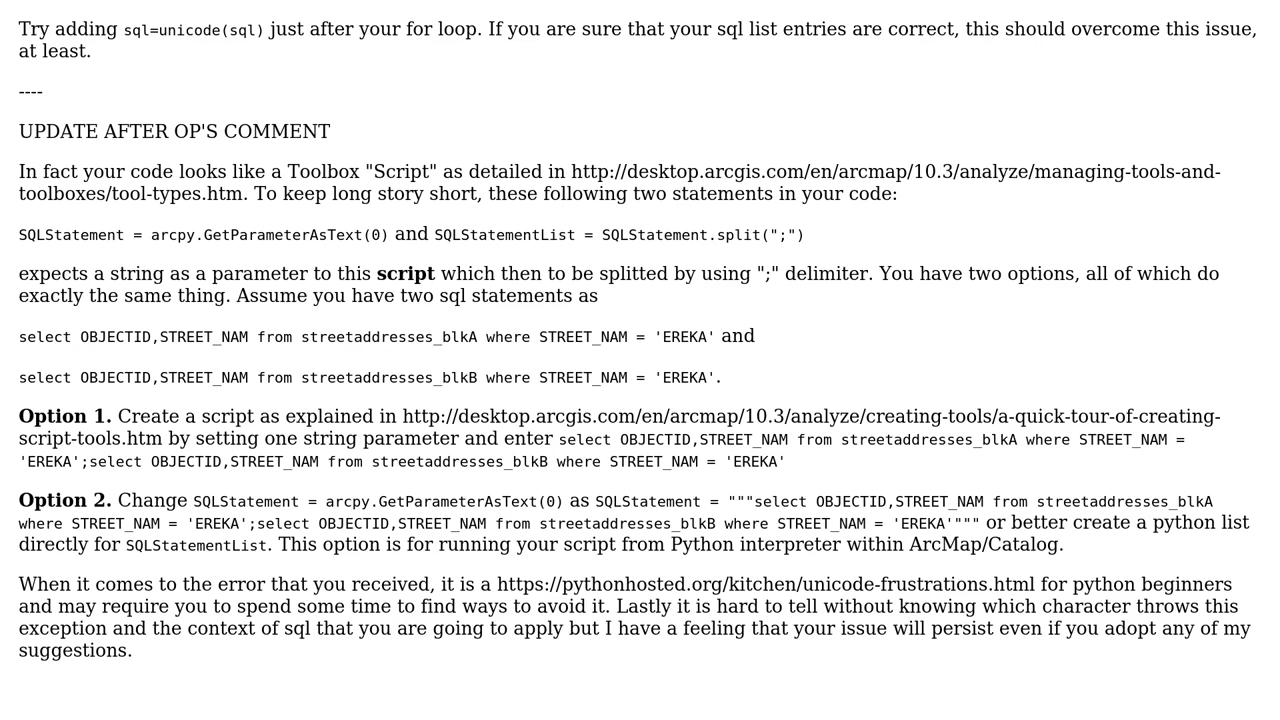 Try adding sql=unicode(sql) just after your for loop. If you are sure that your sql list entries are correct, this should overcome this issue,
at least.
----
UPDATE AFTER OP'S COMMENT
In fact your code looks like a Toolbox "Script" as detailed in http://desktop.arcgis.com/en/arcmap/10.3/analyze/managing-tools-and-
toolboxes/tool-types.htm. To keep long story short, these following two statements in your code:
SQLStatement = arcpy.GetParameterAsText(0) and SQLStatementList = SQLStatement.split(";")
expects a string as a parameter to this script which then to be splitted by using ";" delimiter. You have two options, all of which do
exactly the same thing. Assume you have two sql statements as
select OBJECTID,STREET_NAM from streetaddresses_blkA where STREET_NAM = 'EREKA' and
select OBJECTID,STREET_NAM from streetaddresses_blkB where STREET_NAM = 'EREKA'.
Option 1. Create a script as explained in http://desktop.arcgis.com/en/arcmap/10.3/analyze/creating-tools/a-quick-tour-of-creating-
script-tools.htm by setting one string parameter and enter select OBJECTID,STREET_NAM from streetaddresses_blkA where STREET_NAM =
'EREKA';select OBJECTID,STREET_NAM from streetaddresses_blkB where STREET_NAM = 'EREKA'
Option 2. Change SQLStatement = arcpy.GetParameterAsText(0) as SQLStatement = """select OBJECTID,STREET_NAM from streetaddresses_blkA
where STREET_NAM = 'EREKA';select OBJECTID,STREET_NAM from streetaddresses_blkB where STREET_NAM = 'EREKA'""" or better create a python list
directly for SQLStatementList. This option is for running your script from Python interpreter within ArcMap/Catalog.
When it comes to the error that you received, it is a https://pythonhosted.org/kitchen/unicode-frustrations.html for python beginners
and may require you to spend some time to find ways to avoid it. Lastly it is hard to tell without knowing which character throws this
exception and the context of sql that you are going to apply but I have a feeling that your issue will persist even if you adopt any of my
suggestions.